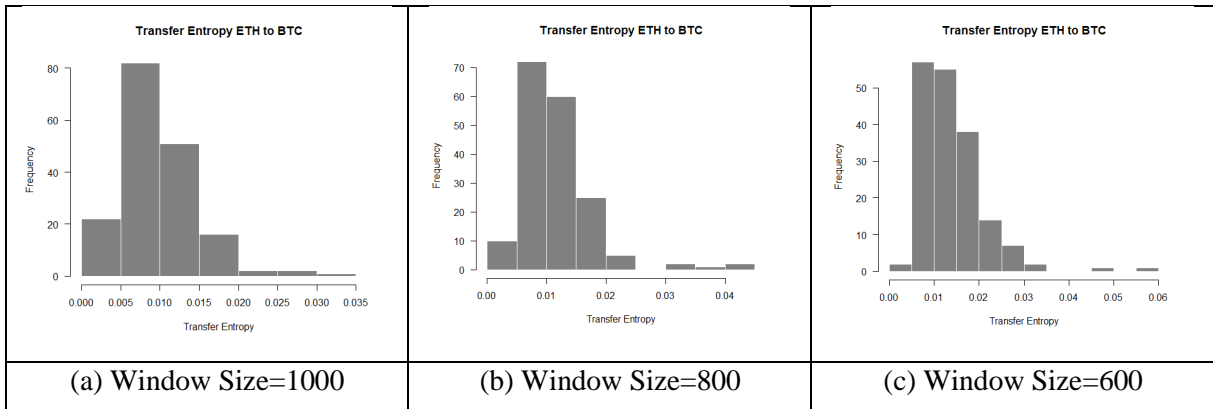 Transfer Entropy ETH to BTC
80
60
40
20
0
Frequency
0.000 0.005 0.010 0.015 0.020 0.025 0.030 0.035
Transfer Entropy
(a) Window Size=1000
Transfer Entropy ETH to BTC
70
60
50
40
30
20
10
0
Frequency
0.00 0.01 0.02 0.03 0.04
Transfer Entropy
(b) Window Size=800
Transfer Entropy ETH to BTC
50
40
30
20
10
0
Frequency
0.00 0.01 0.02 0.03 0.04 0.05 0.06
Transfer Entropy
(c) Window Size=600